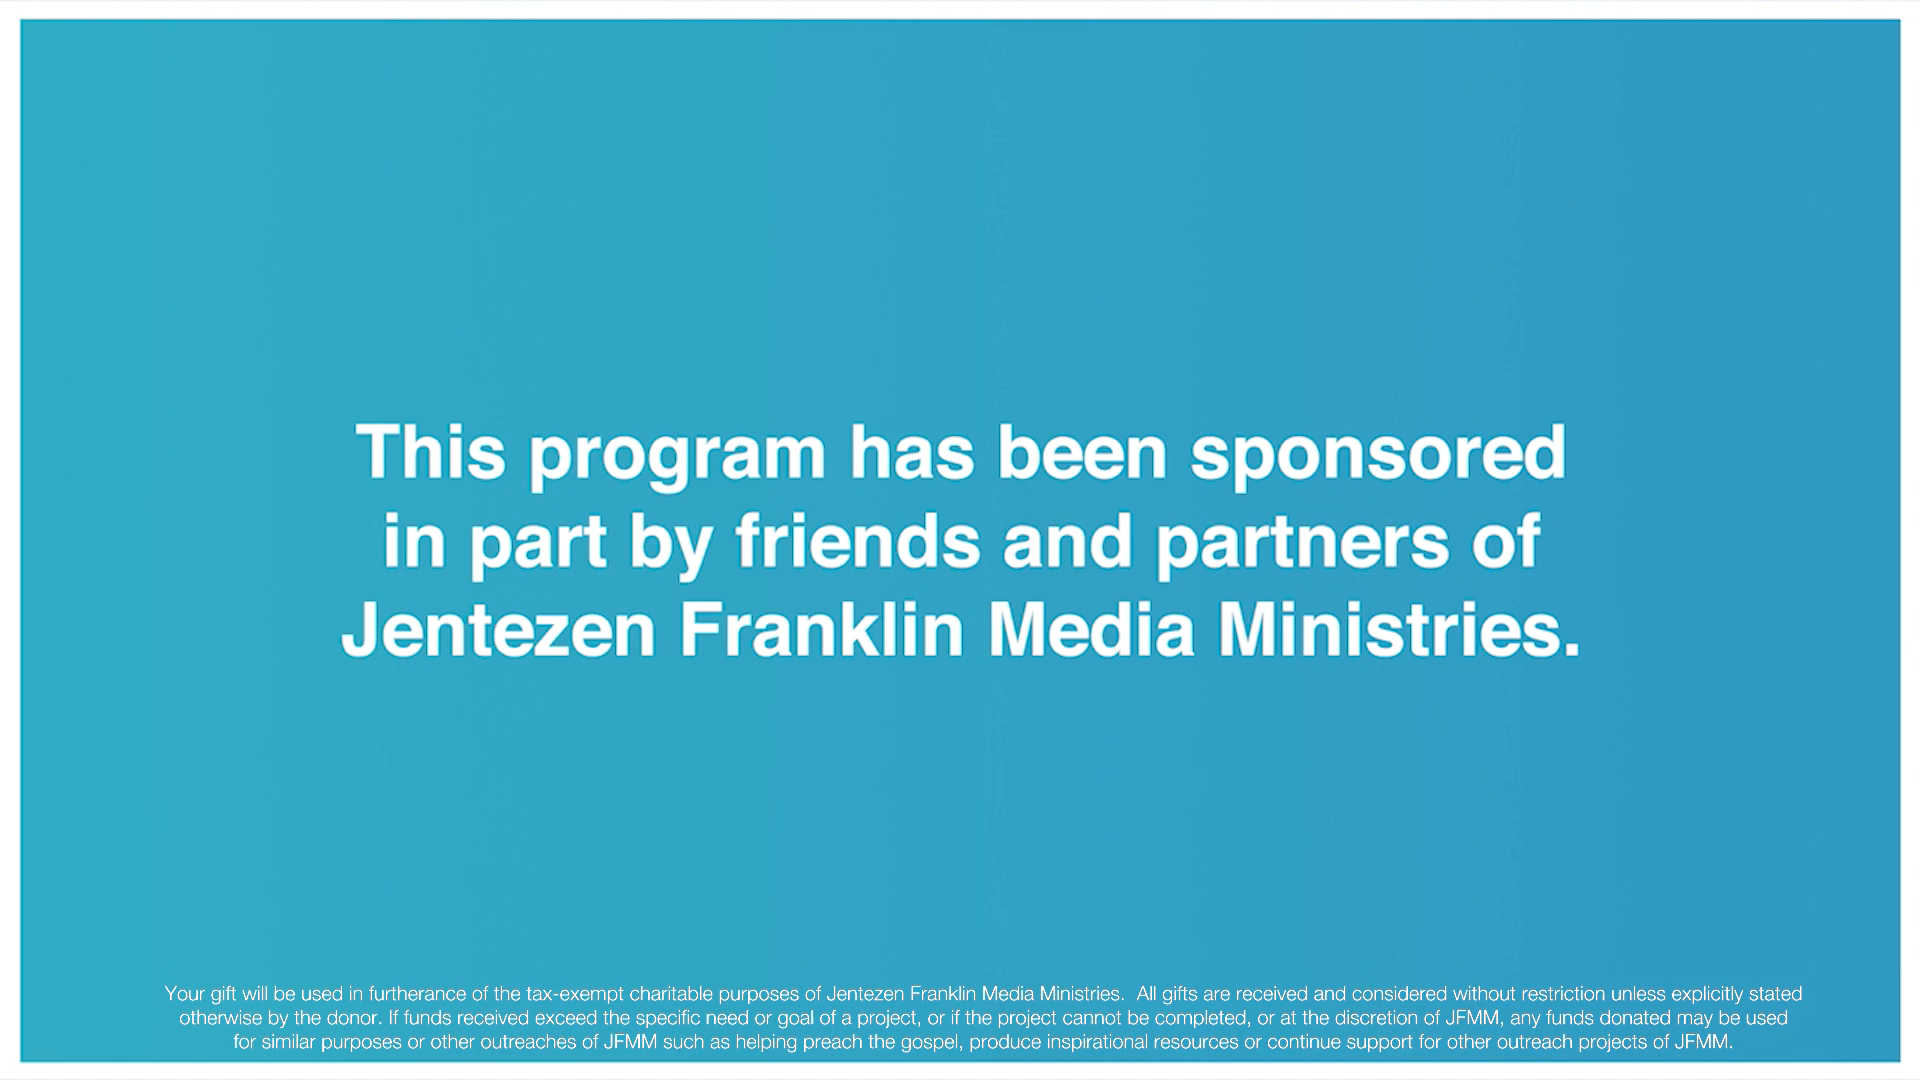 This program has been sponsored
in part by friends and partners of
Jentezen Franklin Media Ministries.
Your gift will be used in furtherance of the tax-exempt charitable purposes of Jentezen Franklin Media Ministries.  All gifts are received and considered without restriction unless explicitly stated
otherwise by the donor. If funds received exceed the specific need or goal of a project, or if the project cannot be completed, or at the discretion of JFMM, any funds donated may be used
for similar purposes or other outreaches of JFMM such as helping preach the gospel, produce inspirational resources or continue support for other outreach projects of JFMM.